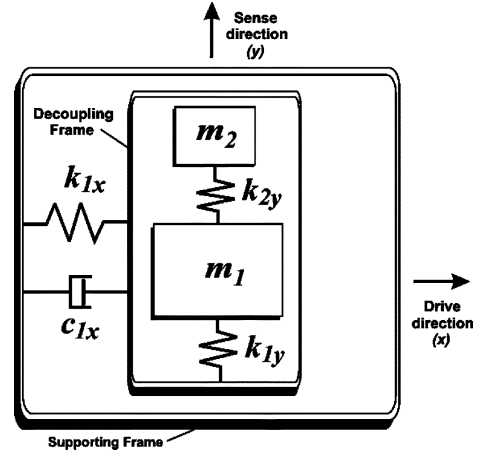 Sense
direction
(y)
Decoupling
Frame
m2
k1x
k2y
m1
c1x
k1y
Drive
direction
(x)
Supporting Frame